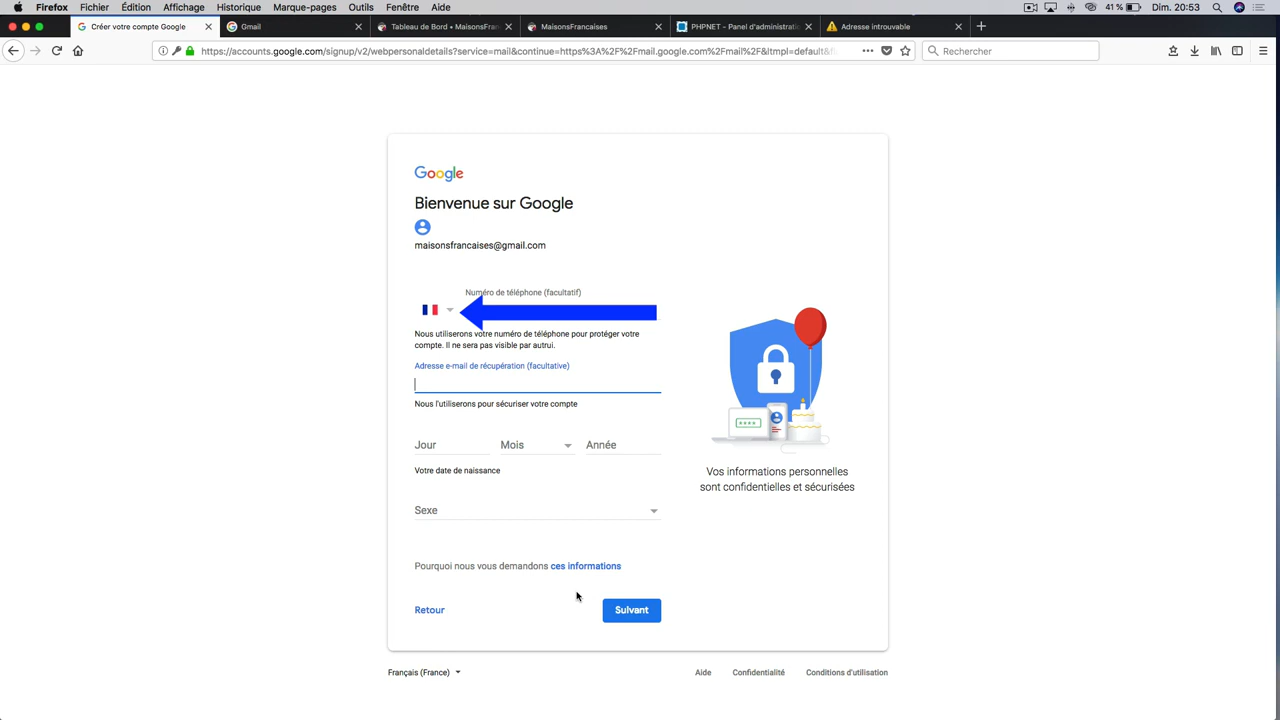 Firefox Fichier Édition Affichage Historique Marque-pages Outils Fenêtre Aide 41 % Dim. 20:53
Créer votre compte Google Gmail Tableau de Bord • MaisonsFran MaisonsFrancaises PHPNET - Panel d'administrati Adresse introuvable
https://accounts.google.com/signup/v2/webpersonaldetails?service=mail&continue=https%3A%2F%2Fmail.google.com%2Fmail%2F&ltmpl=default&fl Rechercher
Google
Bienvenue sur Google
maisonsfrancaises@gmail.com
Numéro de téléphone (facultatif)
Nous utiliserons votre numéro de téléphone pour protéger votre
compte. Il ne sera pas visible par autrui.
Adresse e-mail de récupération (facultative)
Nous l'utiliserons pour sécuriser votre compte
Jour Mois Année
Votre date de naissance
Sexe
Vos informations personnelles
sont confidentielles et sécurisées
Pourquoi nous vous demandons ces informations
Retour Suivant
Français (France) Aide Confidentialité Conditions d'utilisation